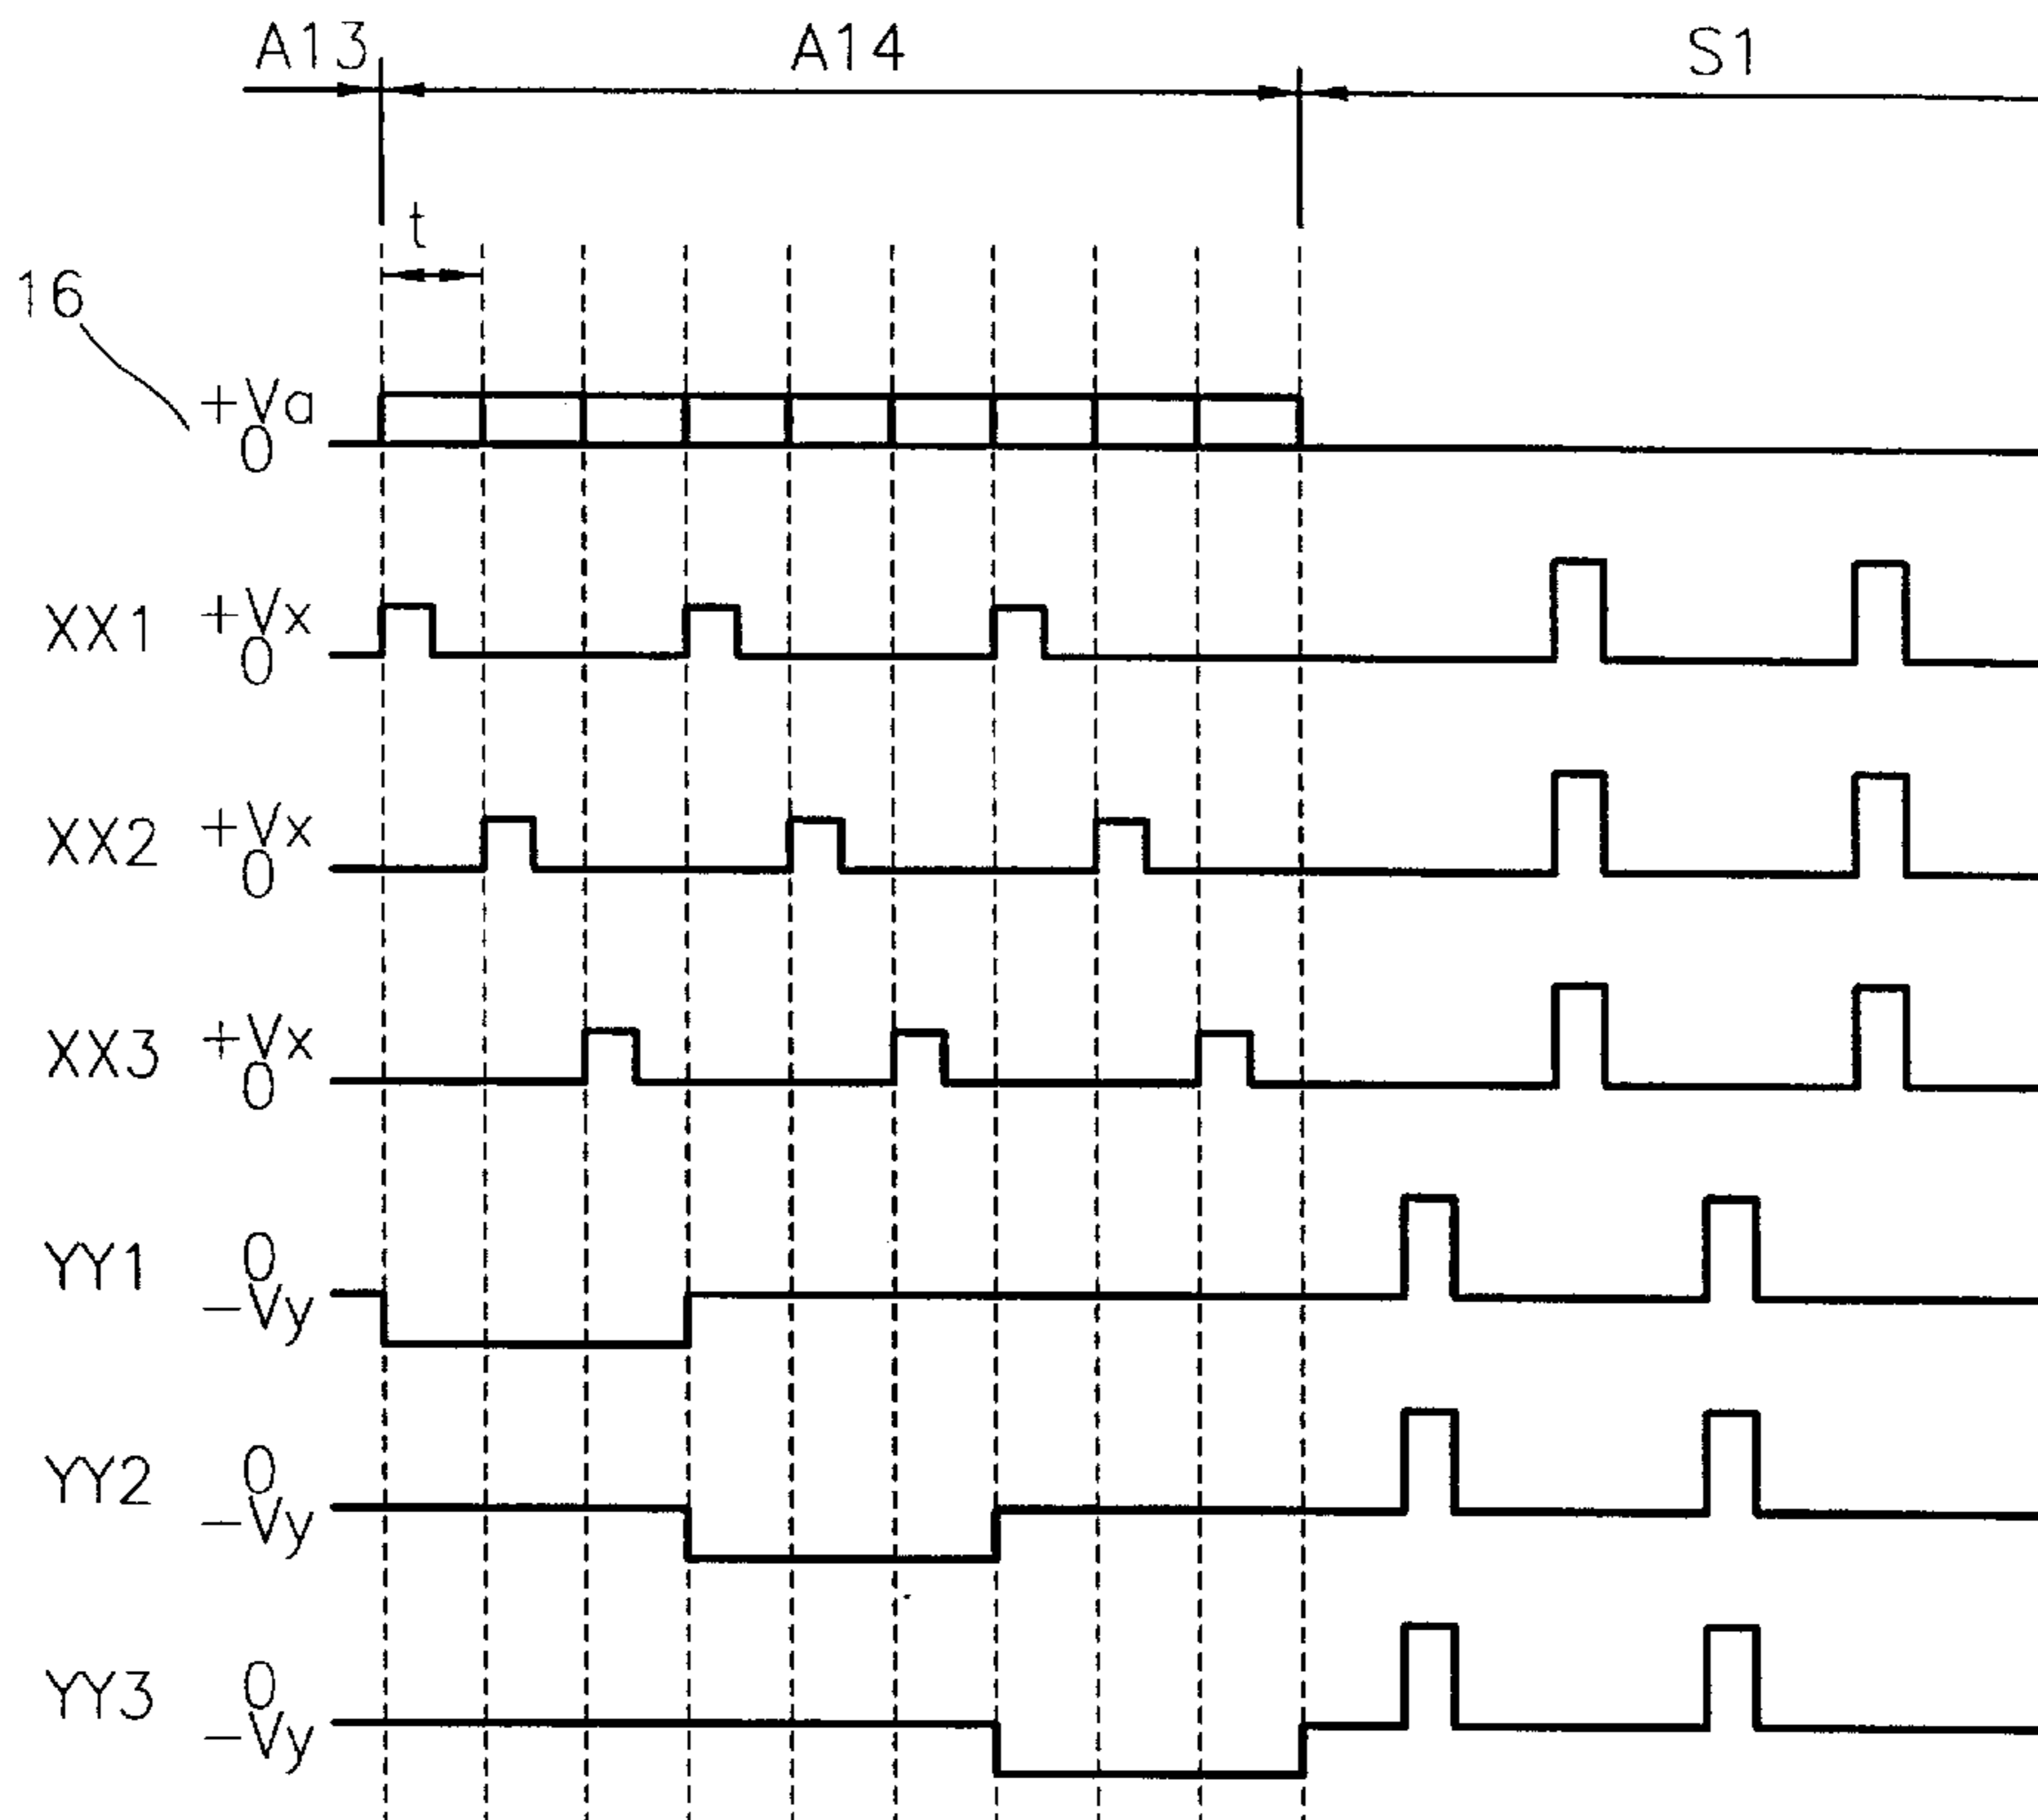 A13 A14 S1
t
16
+Va
0
XX1 +Vx
0
XX2 +Vx
0
XX3 +Vx
0
YY1 0
-Vy
YY2 0
-Vy
YY3 0
-Vy